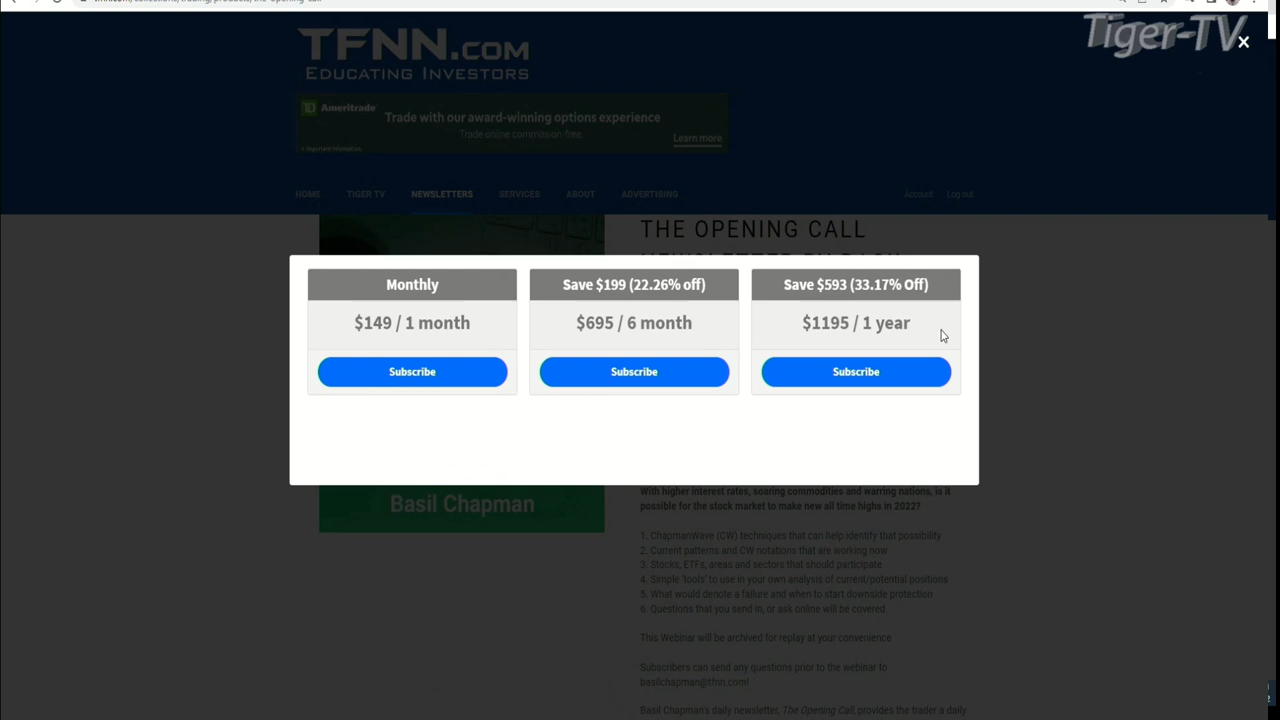 Tiger-TV
TFNN.COM
EDUCATING INVESTORS
TD Ameritrade
Trade with our award-winning options experience
Trade online commission-free.
Learn more
HOME TIGER TV NEWSLETTERS SERVICES ABOUT ADVERTISING Account Log out
THE OPENING CALL
Monthly
$149 / 1 month
Subscribe
Save $199 (22.26% off)
$695 / 6 month
Subscribe
Save $593 (33.17% Off)
$1195 / 1 year
Subscribe
Basil Chapman
With higher interest rates, soaring commodities and warring nations, is it
possible for the stock market to make new all time highs in 2022?
1. ChapmanWave (CW) techniques that can help identify that possibility
2. Current patterns and CW notations that are working now
3. Stocks, ETFs, areas and sectors that should participate
4. Simple 'tools' to use in your own analysis of current/potential positions
5. What would denote a failure and when to start downside protection
6. Questions that you send in, or ask online will be covered
This Webinar will be archived for replay at your convenience
Subscribers can send any questions prior to the webinar to
basilchapman@tfnn.com!
Basil Chapman's daily newsletter, The Opening Call, provides the trader a daily